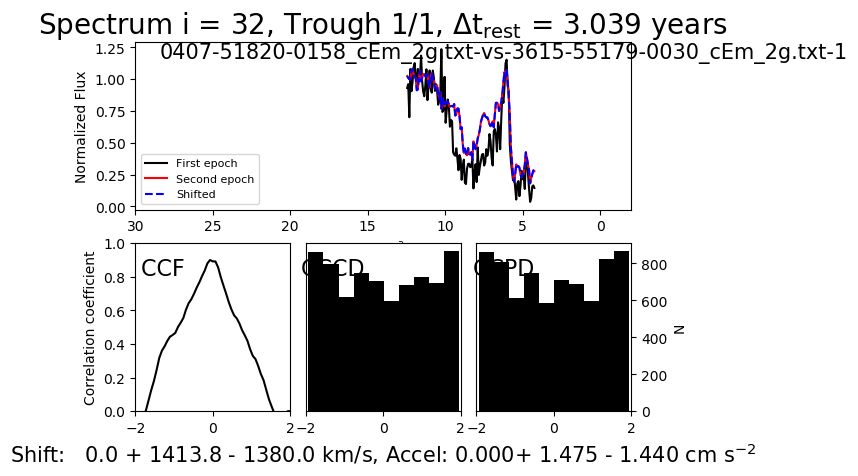 Spectrum i = 32, Trough 1/1, Δt_rest = 3.039 years
0407-51820-0158_cEm_2g.txt-vs-3615-55179-0030_cEm_2g.txt-1
Normalized Flux
1.25
1.00
0.75
0.50
0.25
0.00
First epoch
Second epoch
Shifted
30 25 20 15 10 5 0
Correlation coefficient
1.0
0.8
0.6
0.4
0.2
0.0
CCF
−2 0 2
−2 0 2
−2 0 2
800
600
400
200
0
N
Shift: 0.0 + 1413.8 - 1380.0 km/s, Accel: 0.000+ 1.475 - 1.440 cm s⁻²